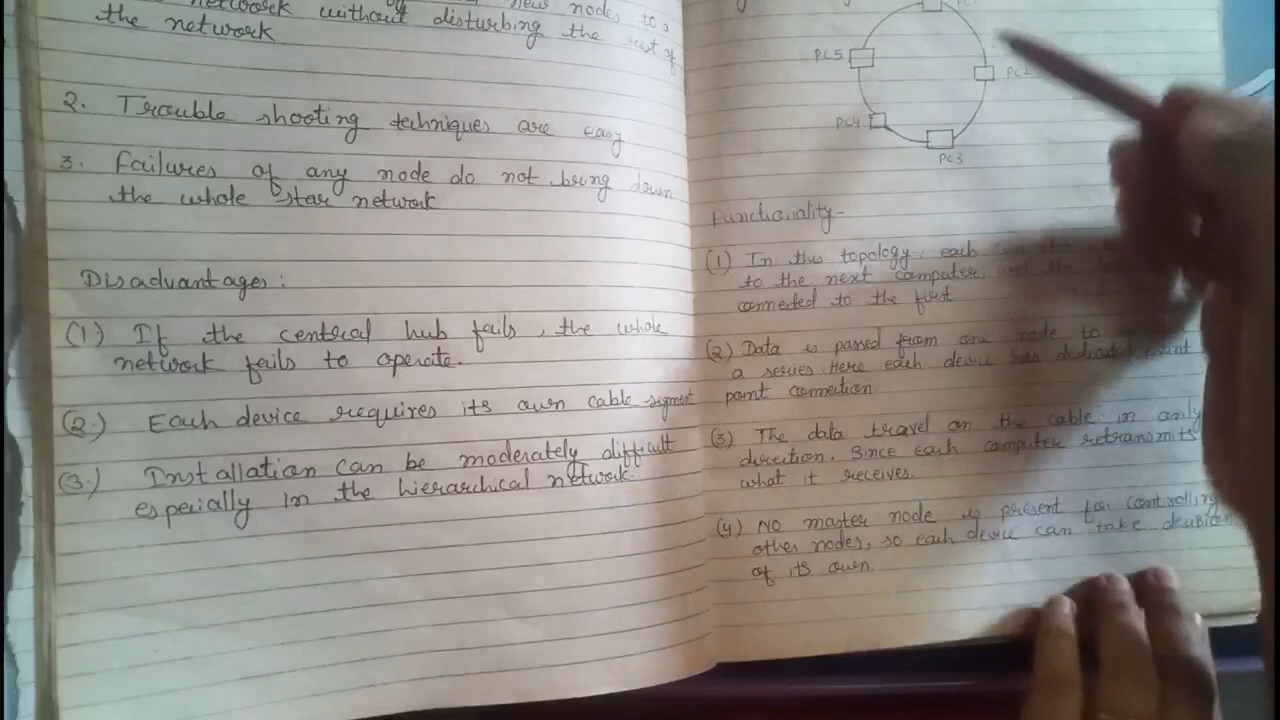 new nodes to a
network without disturbing the rest of
the network
2. Trouble shooting techniques are easy
3. Failures of any node do not bring down
the whole star network
Disadvantages:
(1) If the central hub fails, the whole
network fails to operate.
(2.) Each device requires its own cable segment
(3.) Installation can be moderately difficult
especially in the hierarchical network.
PC5
PC2
PC4
PC3
Functionality-
(1) In this topology each
to the next computer, and the
connected to the first
(2) Data is passed from one node to
a series Here each device has dedicated point
point connection
(3) The data travel on the cable in only
direction. Since each computer retransmits
what it receives.
(4) No master node is present for controlling
other nodes, so each device can take decision
of its own.